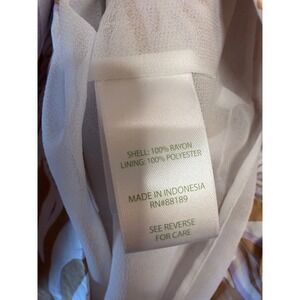 SHELL: 100% RAYON
LINING: 100% POLYESTER
MADE IN INDONESIA
RN#88189
SEE REVERSE
FOR CARE